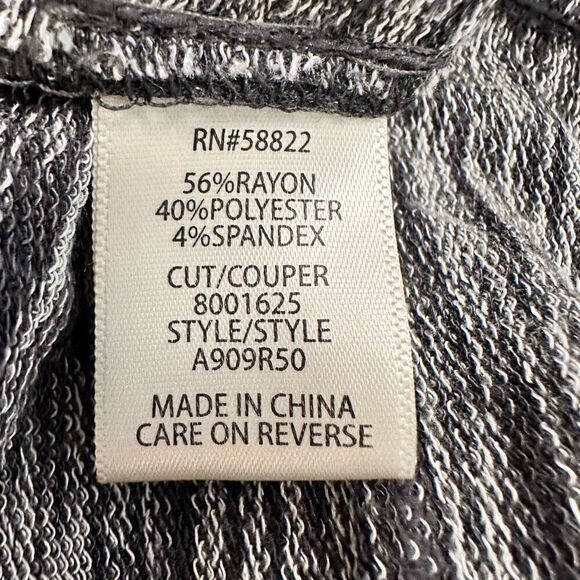 RN#58822
56%RAYON
40%POLYESTER
4%SPANDEX
CUT/COUPER
8001625
STYLE/STYLE
A909R50
MADE IN CHINA
CARE ON REVERSE